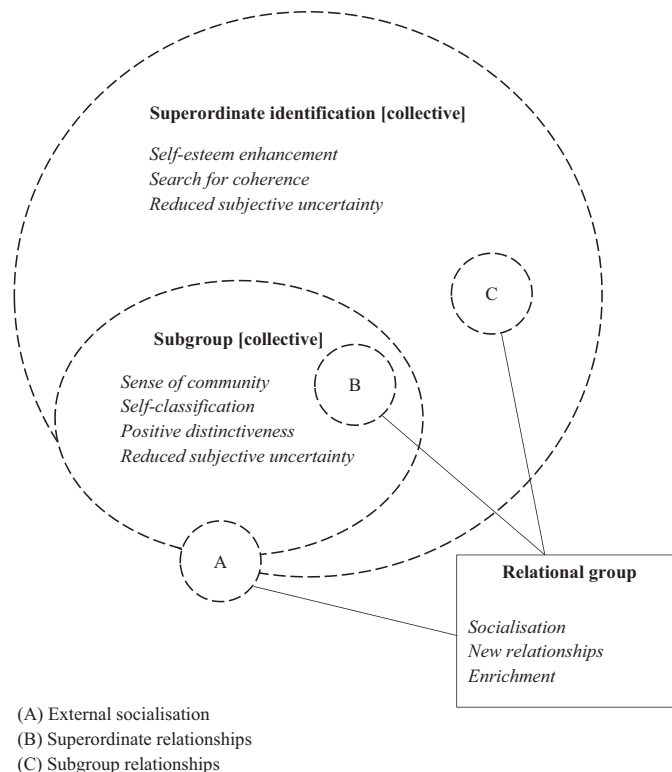 Superordinate identification [collective]
Self-esteem enhancement
Search for coherence
Reduced subjective uncertainty
C
Subgroup [collective]
Sense of community
Self-classification
Positive distinctiveness
Reduced subjective uncertainty
B
A
Relational group
Socialisation
New relationships
Enrichment
(A) External socialisation
(B) Superordinate relationships
(C) Subgroup relationships